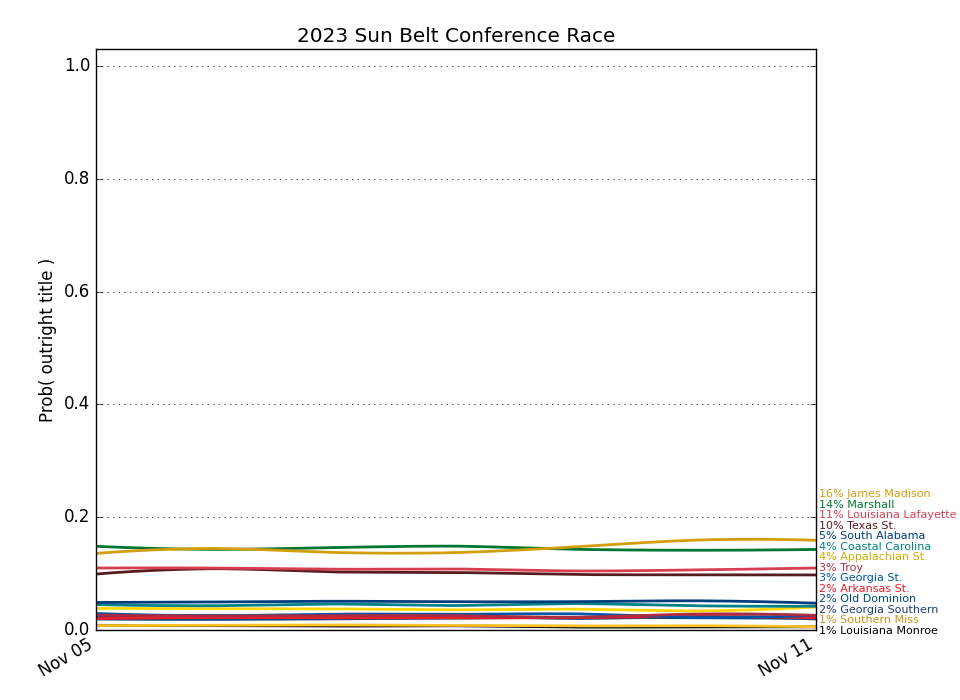 2023 Sun Belt Conference Race
Prob( outright title )
1.0
0.8
0.6
0.4
0.2
0.0
Nov 05
Nov 11
16% James Madison
14% Marshall
11% Louisiana Lafayette
10% Texas St.
5% South Alabama
4% Coastal Carolina
4% Appalachian St.
3% Troy
3% Georgia St.
2% Arkansas St.
2% Old Dominion
2% Georgia Southern
1% Southern Miss
1% Louisiana Monroe